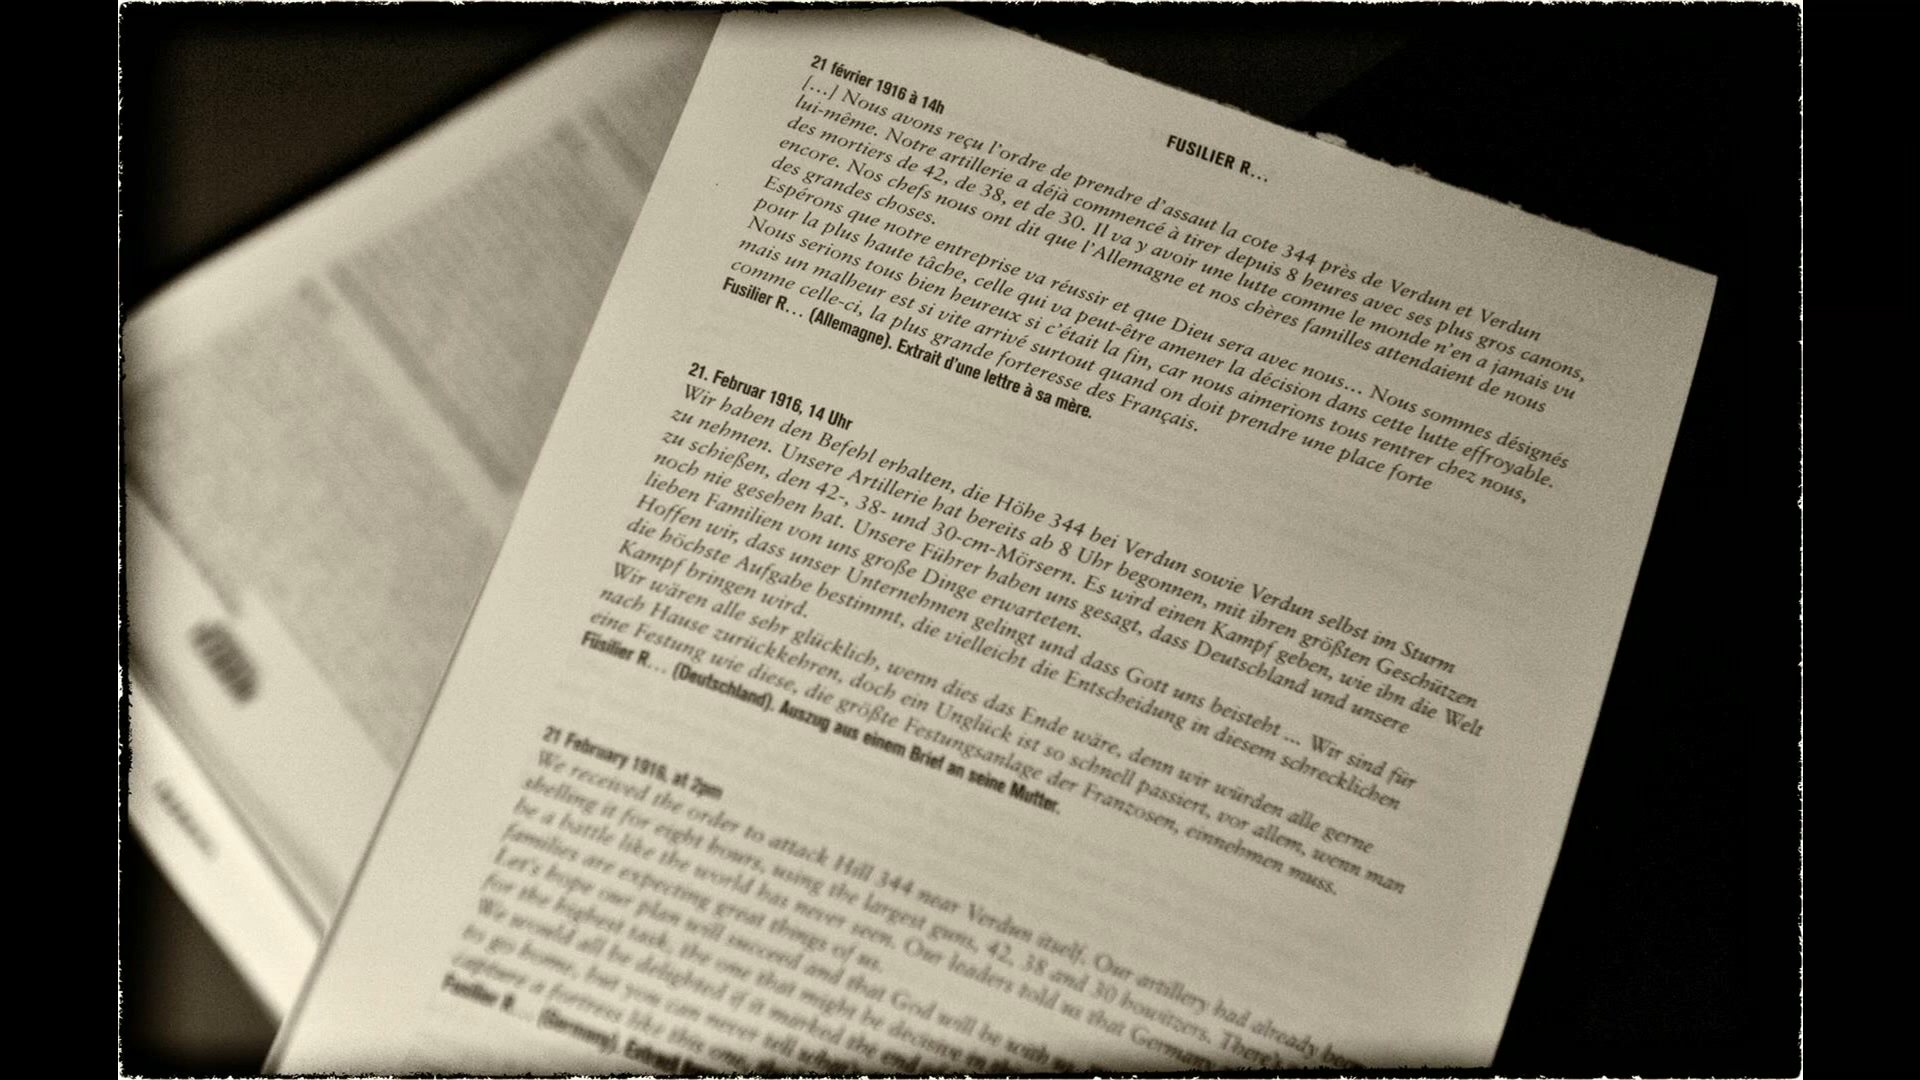 FUSILIER R…
21 février 1916 à 14h
[…] Nous avons reçu l'ordre de prendre d'assaut la cote 344 près de Verdun et Verdun
lui-même. Notre artillerie a déjà commencé à tirer depuis 8 heures avec ses plus gros canons,
des mortiers de 42, de 38, et de 30. Il va y avoir une lutte comme le monde n'en a jamais vu
encore. Nos chefs nous ont dit que l'Allemagne et nos chères familles attendaient de nous
des grandes choses.
Espérons que notre entreprise va réussir et que Dieu sera avec nous… Nous sommes désignés
pour la plus haute tâche, celle qui va peut-être amener la décision dans cette lutte effroyable.
Nous serions tous bien heureux si c'était la fin, car nous aimerions tous rentrer chez nous,
mais un malheur est si vite arrivé surtout quand on doit prendre une place forte
comme celle-ci, la plus grande forteresse des Français.
Fusilier R… (Allemagne). Extrait d'une lettre à sa mère.
21. Februar 1916, 14 Uhr
Wir haben den Befehl erhalten, die Höhe 344 bei Verdun sowie Verdun selbst im Sturm
zu nehmen. Unsere Artillerie hat bereits ab 8 Uhr begonnen, mit ihren größten Geschützen
zu schießen, den 42-, 38- und 30-cm-Mörsern. Es wird einen Kampf geben, wie ihn die Welt
noch nie gesehen hat. Unsere Führer haben uns gesagt, dass Deutschland und unsere
lieben Familien von uns große Dinge erwarteten.
Hoffen wir, dass unser Unternehmen gelingt und dass Gott uns beisteht … Wir sind für
die höchste Aufgabe bestimmt, die vielleicht die Entscheidung in diesem schrecklichen
Kampf bringen wird.
Wir wären alle sehr glücklich, wenn dies das Ende wäre, denn wir würden alle gerne
nach Hause zurückkehren, doch ein Unglück ist so schnell passiert, vor allem, wenn man
eine Festung wie diese, die größte Festungsanlage der Franzosen, einnehmen muss.
Füsilier R… (Deutschland). Auszug aus einem Brief an seine Mutter.
21 February 1916, at 2pm
We received the order to attack Hill 344 near Verdun itself. Our artillery had already been
shelling it for eight hours, using the largest guns, 42, 38 and 30 howitzers. There's
be a battle like the world has never seen. Our leaders told us that Germany
families are expecting great things of us.
Let's hope our plan will succeed and that God will be with
for the highest task, the one that might be decisive in
We would all be delighted if it marked the end
to go home, but you can never tell
capture a fortress like this one,
Fusilier R… (Germany). Extract